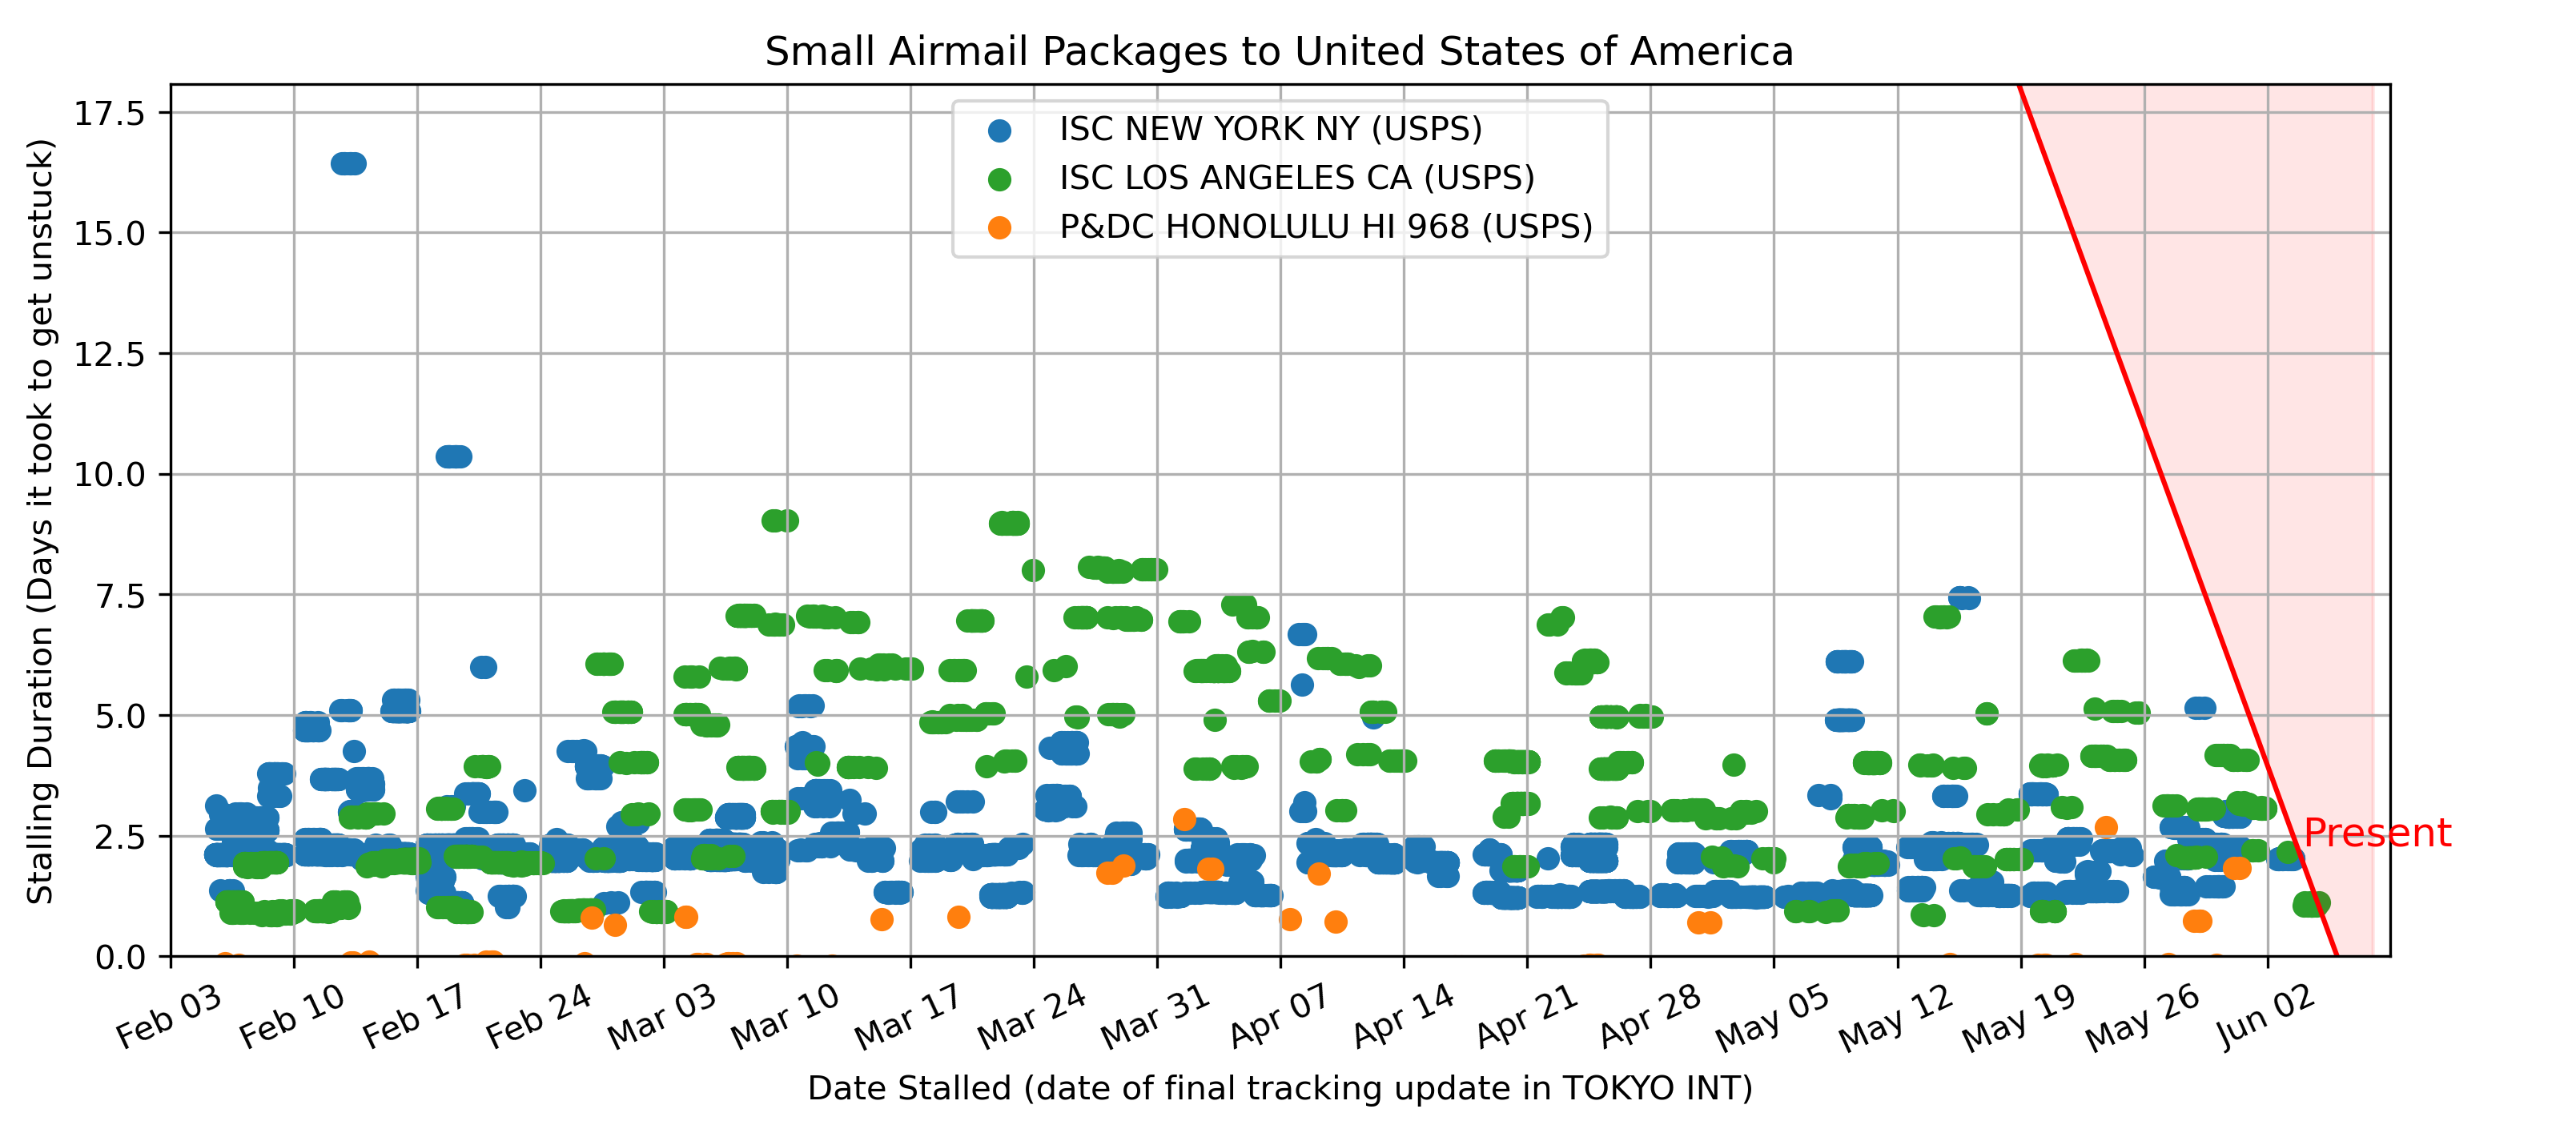 Small Airmail Packages to United States of America
Stalling Duration (Days it took to get unstuck)
17.5
15.0
12.5
10.0
7.5
5.0
2.5
0.0
ISC NEW YORK NY (USPS)
ISC LOS ANGELES CA (USPS)
P&DC HONOLULU HI 968 (USPS)
Present
Feb 03
Feb 10
Feb 17
Feb 24
Mar 03
Mar 10
Mar 17
Mar 24
Mar 31
Apr 07
Apr 14
Apr 21
Apr 28
May 05
May 12
May 19
May 26
Jun 02
Date Stalled (date of final tracking update in TOKYO INT)